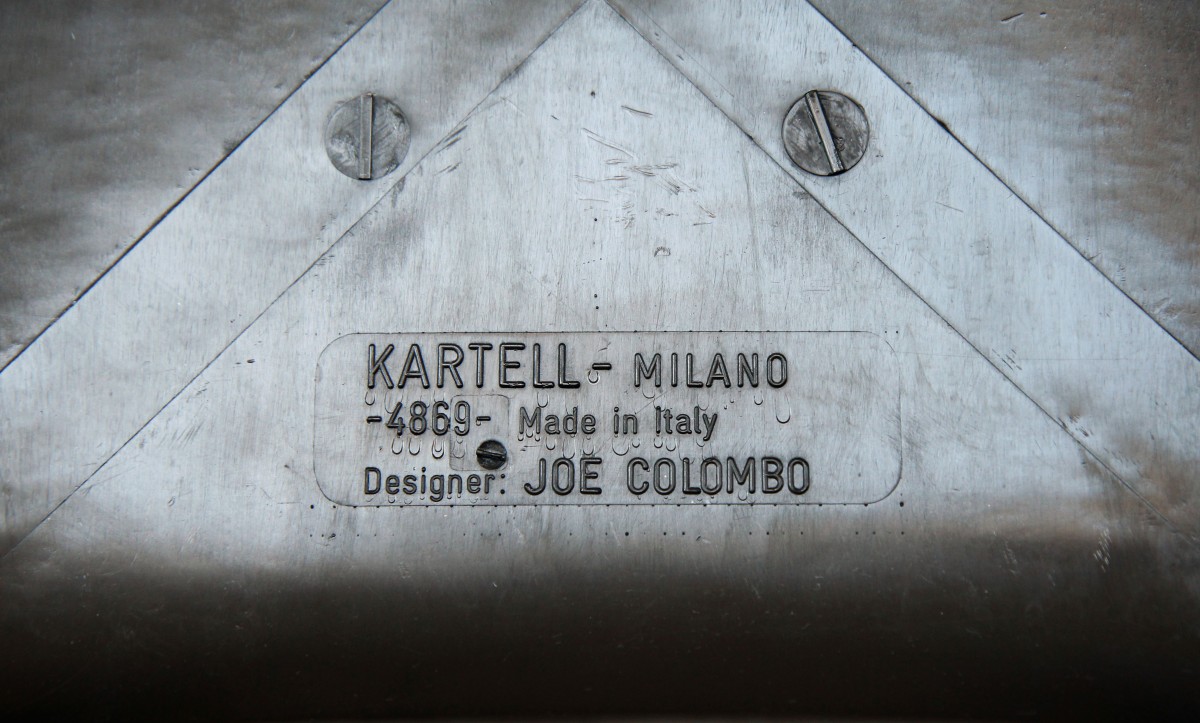 KARTELL - MILANO
-4869- Made in Italy
Designer: JOE COLOMBO